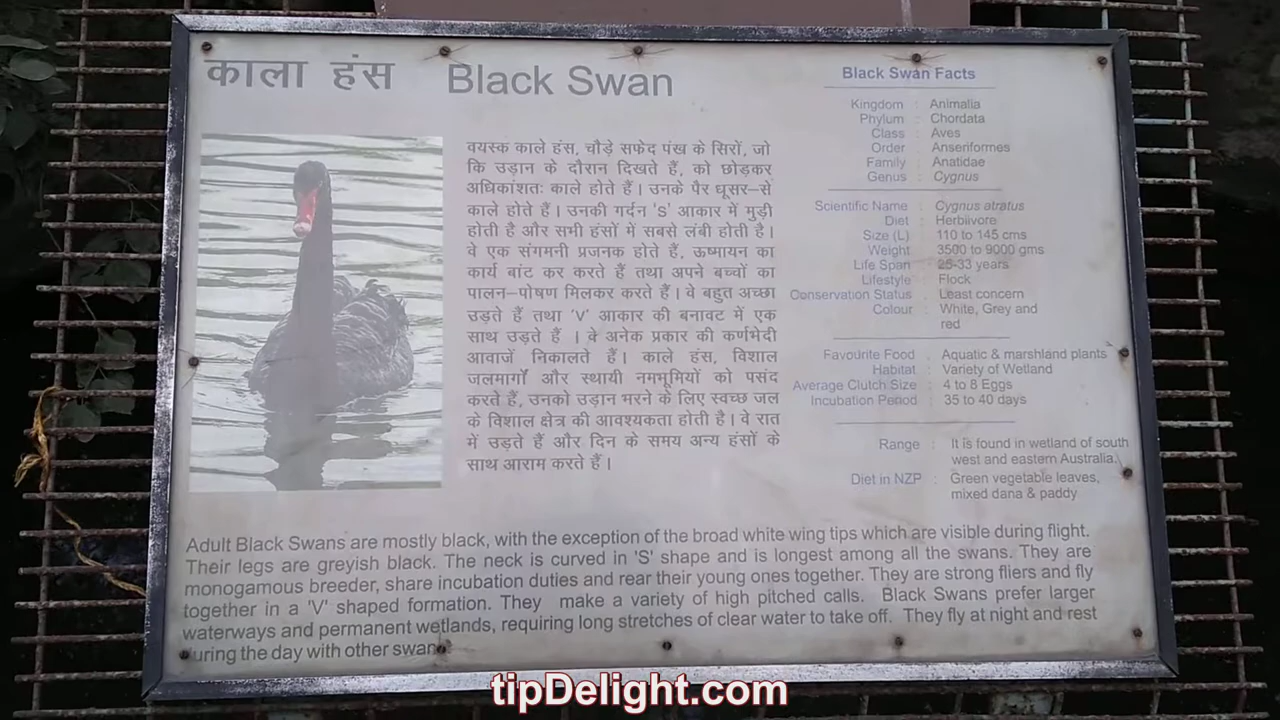 काला हंस Black Swan
वयस्क काले हंस, चौड़े सफेद पंख के सिरों, जो
कि उड़ान के दौरान दिखते हैं, को छोड़कर
अधिकांशतः काले होते हैं। उनके पैर धूसर–से
काले होते हैं। उनकी गर्दन 'S' आकार में मुड़ी
होती है और सभी हंसों में सबसे लंबी होती है।
वे एक संगमनी प्रजनक होते हैं, ऊष्मायन का
कार्य बांट कर करते हैं तथा अपने बच्चों का
पालन–पोषण मिलकर करते हैं। वे बहुत अच्छा
उड़ते हैं तथा 'V' आकार की बनावट में एक
साथ उड़ते हैं । वे अनेक प्रकार की कर्णभेदी
आवाजें निकालते हैं। काले हंस, विशाल
जलमार्गों और स्थायी नमभूमियों को पसंद
करते हैं, उनको उड़ान भरने के लिए स्वच्छ जल
के विशाल क्षेत्र की आवश्यकता होती है। वे रात
में उड़ते हैं और दिन के समय अन्य हंसों के
साथ आराम करते हैं।
Black Swan Facts
Kingdom : Animalia
Phylum : Chordata
Class : Aves
Order : Anseriformes
Family : Anatidae
Genus : Cygnus
Scientific Name : Cygnus atratus
Diet : Herbiivore
Size (L) : 110 to 145 cms
Weight : 3500 to 9000 gms
Life Span : 25-33 years
Lifestyle : Flock
Conservation Status : Least concern
Colour : White, Grey and
red
Favourite Food : Aquatic & marshland plants
Habitat : Variety of Wetland
Average Clutch Size : 4 to 8 Eggs
Incubation Period : 35 to 40 days
Range : It is found in wetland of south
west and eastern Australia.
Diet in NZP : Green vegetable leaves,
mixed dana & paddy
Adult Black Swans are mostly black, with the exception of the broad white wing tips which are visible during flight.
Their legs are greyish black. The neck is curved in 'S' shape and is longest among all the swans. They are
monogamous breeder, share incubation duties and rear their young ones together. They are strong fliers and fly
together in a 'V' shaped formation. They make a variety of high pitched calls. Black Swans prefer larger
waterways and permanent wetlands, requiring long stretches of clear water to take off. They fly at night and rest
during the day with other swans.
tipDelight.com